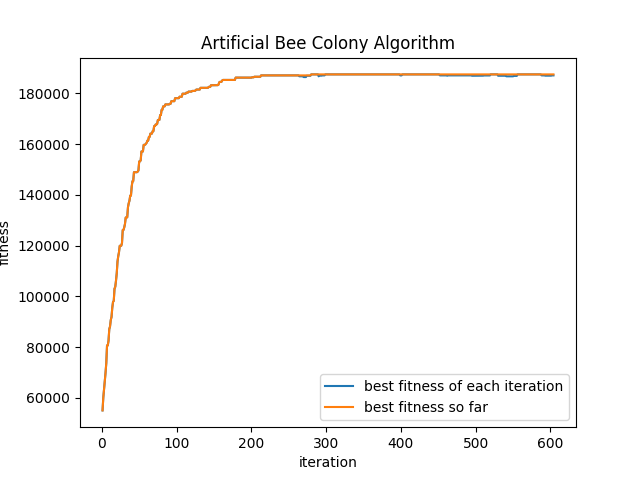 Artificial Bee Colony Algorithm
180000
160000
140000
120000
100000
80000
60000
fitness
best fitness of each iteration
best fitness so far
0 100 200 300 400 500 600
iteration